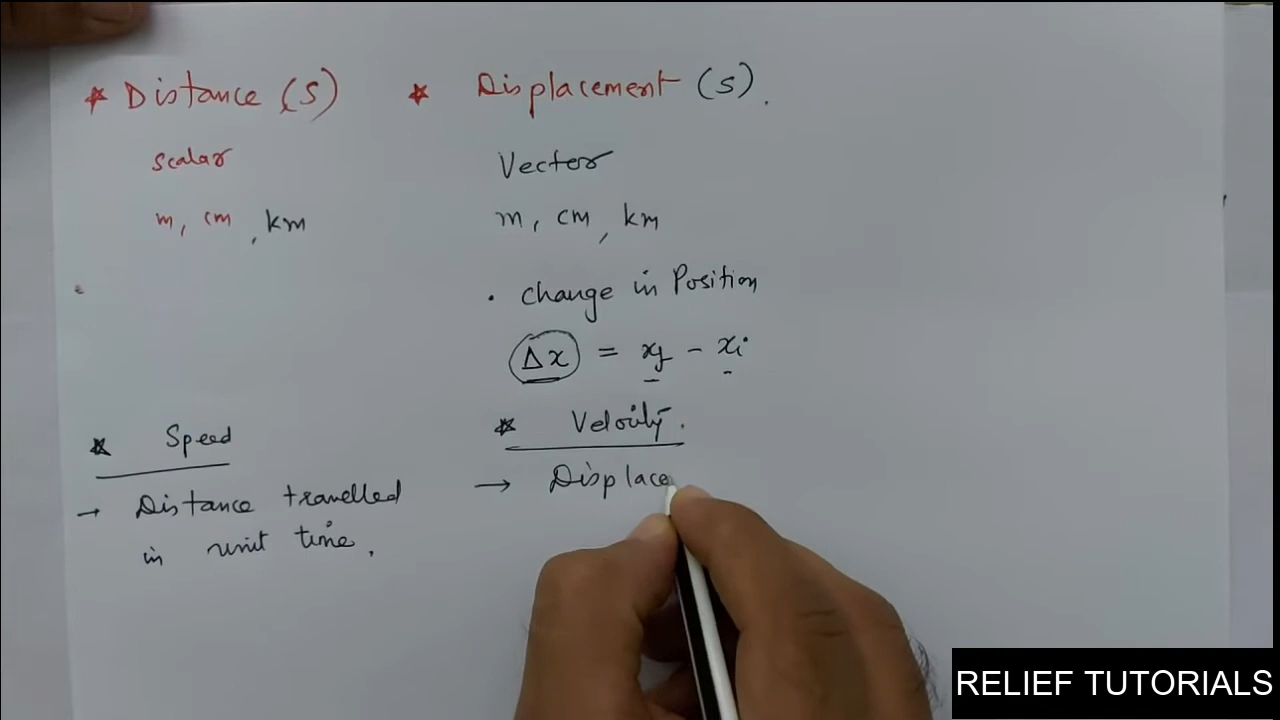 * Distance (S)
* Displacement (S).
scalar
Vector
m, cm, km
m, cm, km
. Change in Position
Δx = xf - xi
* Speed
* Velocity.
→ Distance travelled
in unit time.
→ Displace
RELIEF TUTORIALS